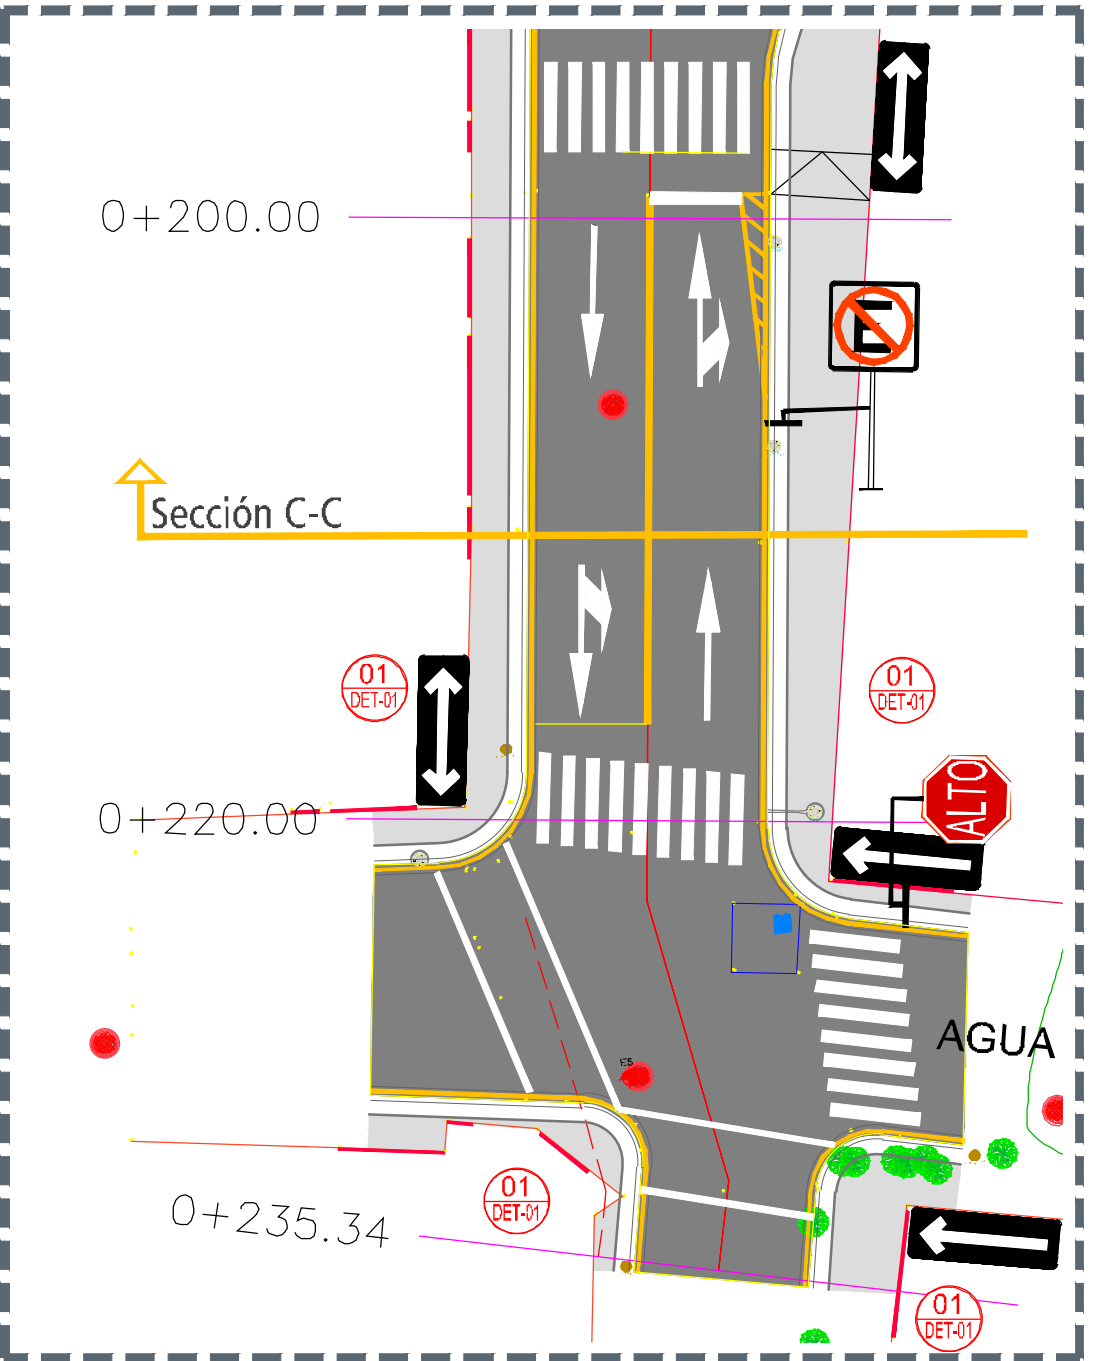 0+200.00
E
Sección C-C
01
DET-01
01
DET-01
ALTO
0+220.00
AGUA
E5
01
DET-01
0+235.34
01
DET-01